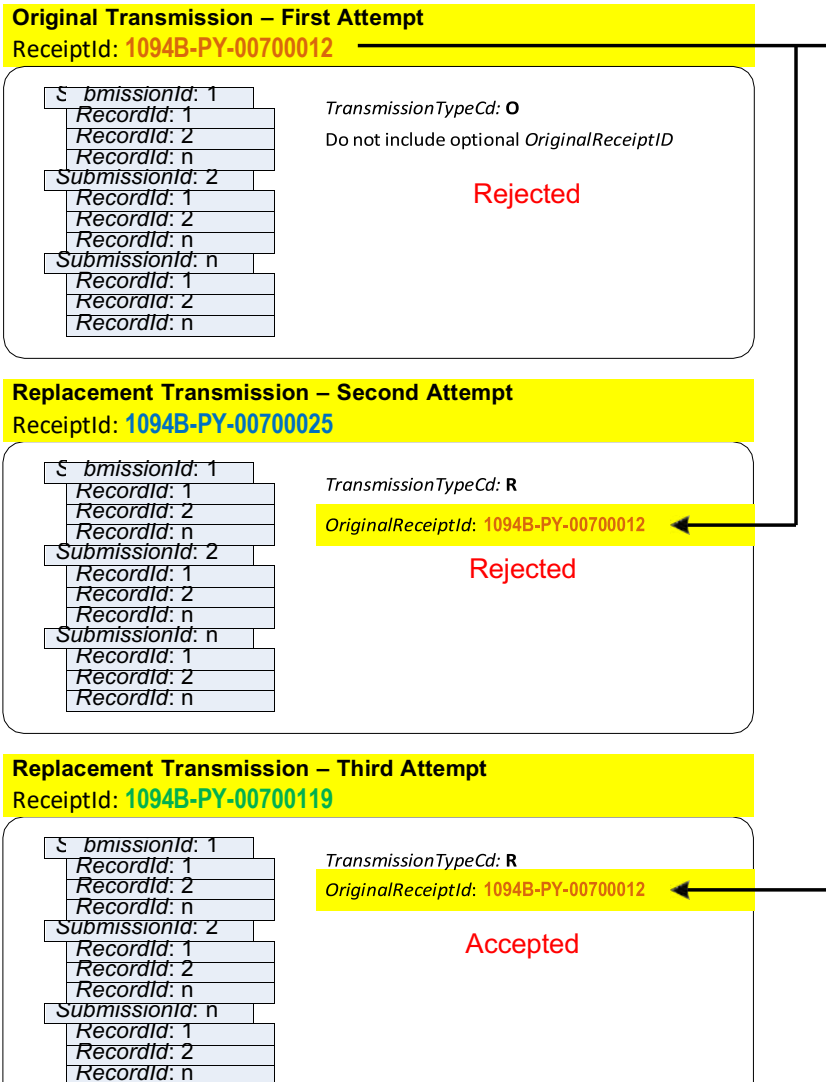 Original Transmission – First Attempt
ReceiptId: 1094B-PY-00700012
S bmissionId: 1
RecordId: 1
RecordId: 2
RecordId: n
SubmissionId: 2
RecordId: 1
RecordId: 2
RecordId: n
SubmissionId: n
RecordId: 1
RecordId: 2
RecordId: n
TransmissionTypeCd: O
Do not include optional OriginalReceiptID
Rejected
Replacement Transmission – Second Attempt
ReceiptId: 1094B-PY-00700025
S bmissionId: 1
RecordId: 1
RecordId: 2
RecordId: n
SubmissionId: 2
RecordId: 1
RecordId: 2
RecordId: n
SubmissionId: n
RecordId: 1
RecordId: 2
RecordId: n
TransmissionTypeCd: R
OriginalReceiptId: 1094B-PY-00700012
Rejected
Replacement Transmission – Third Attempt
ReceiptId: 1094B-PY-00700119
S bmissionId: 1
RecordId: 1
RecordId: 2
RecordId: n
SubmissionId: 2
RecordId: 1
RecordId: 2
RecordId: n
SubmissionId: n
RecordId: 1
RecordId: 2
RecordId: n
TransmissionTypeCd: R
OriginalReceiptId: 1094B-PY-00700012
Accepted